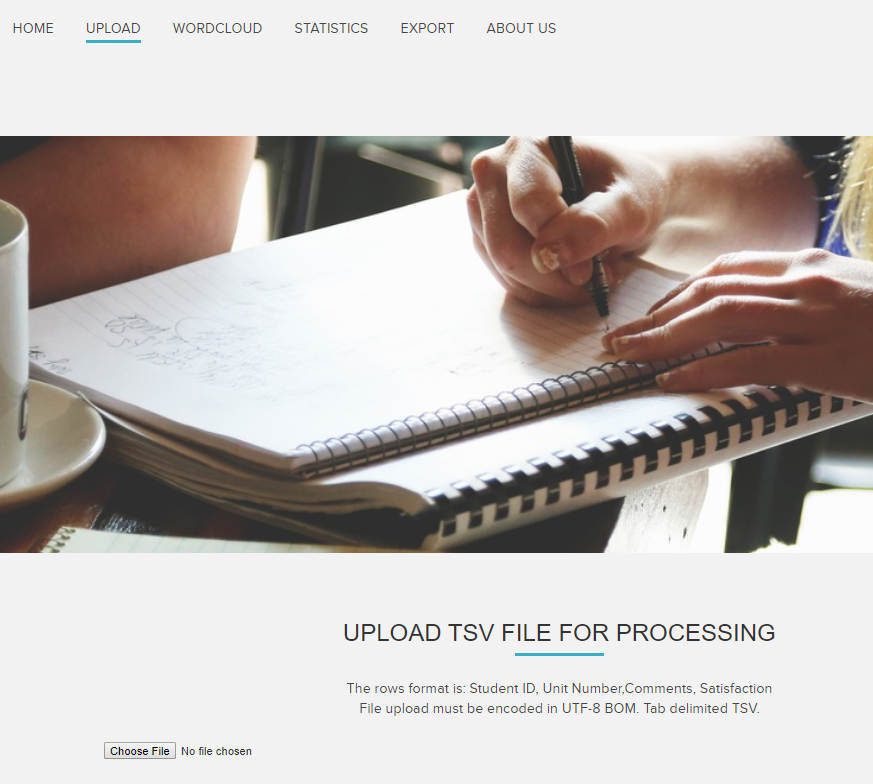 HOME UPLOAD WORDCLOUD STATISTICS EXPORT ABOUT US
UPLOAD TSV FILE FOR PROCESSING
The rows format is: Student ID, Unit Number,Comments, Satisfaction
File upload must be encoded in UTF-8 BOM. Tab delimited TSV.
Choose File No file chosen